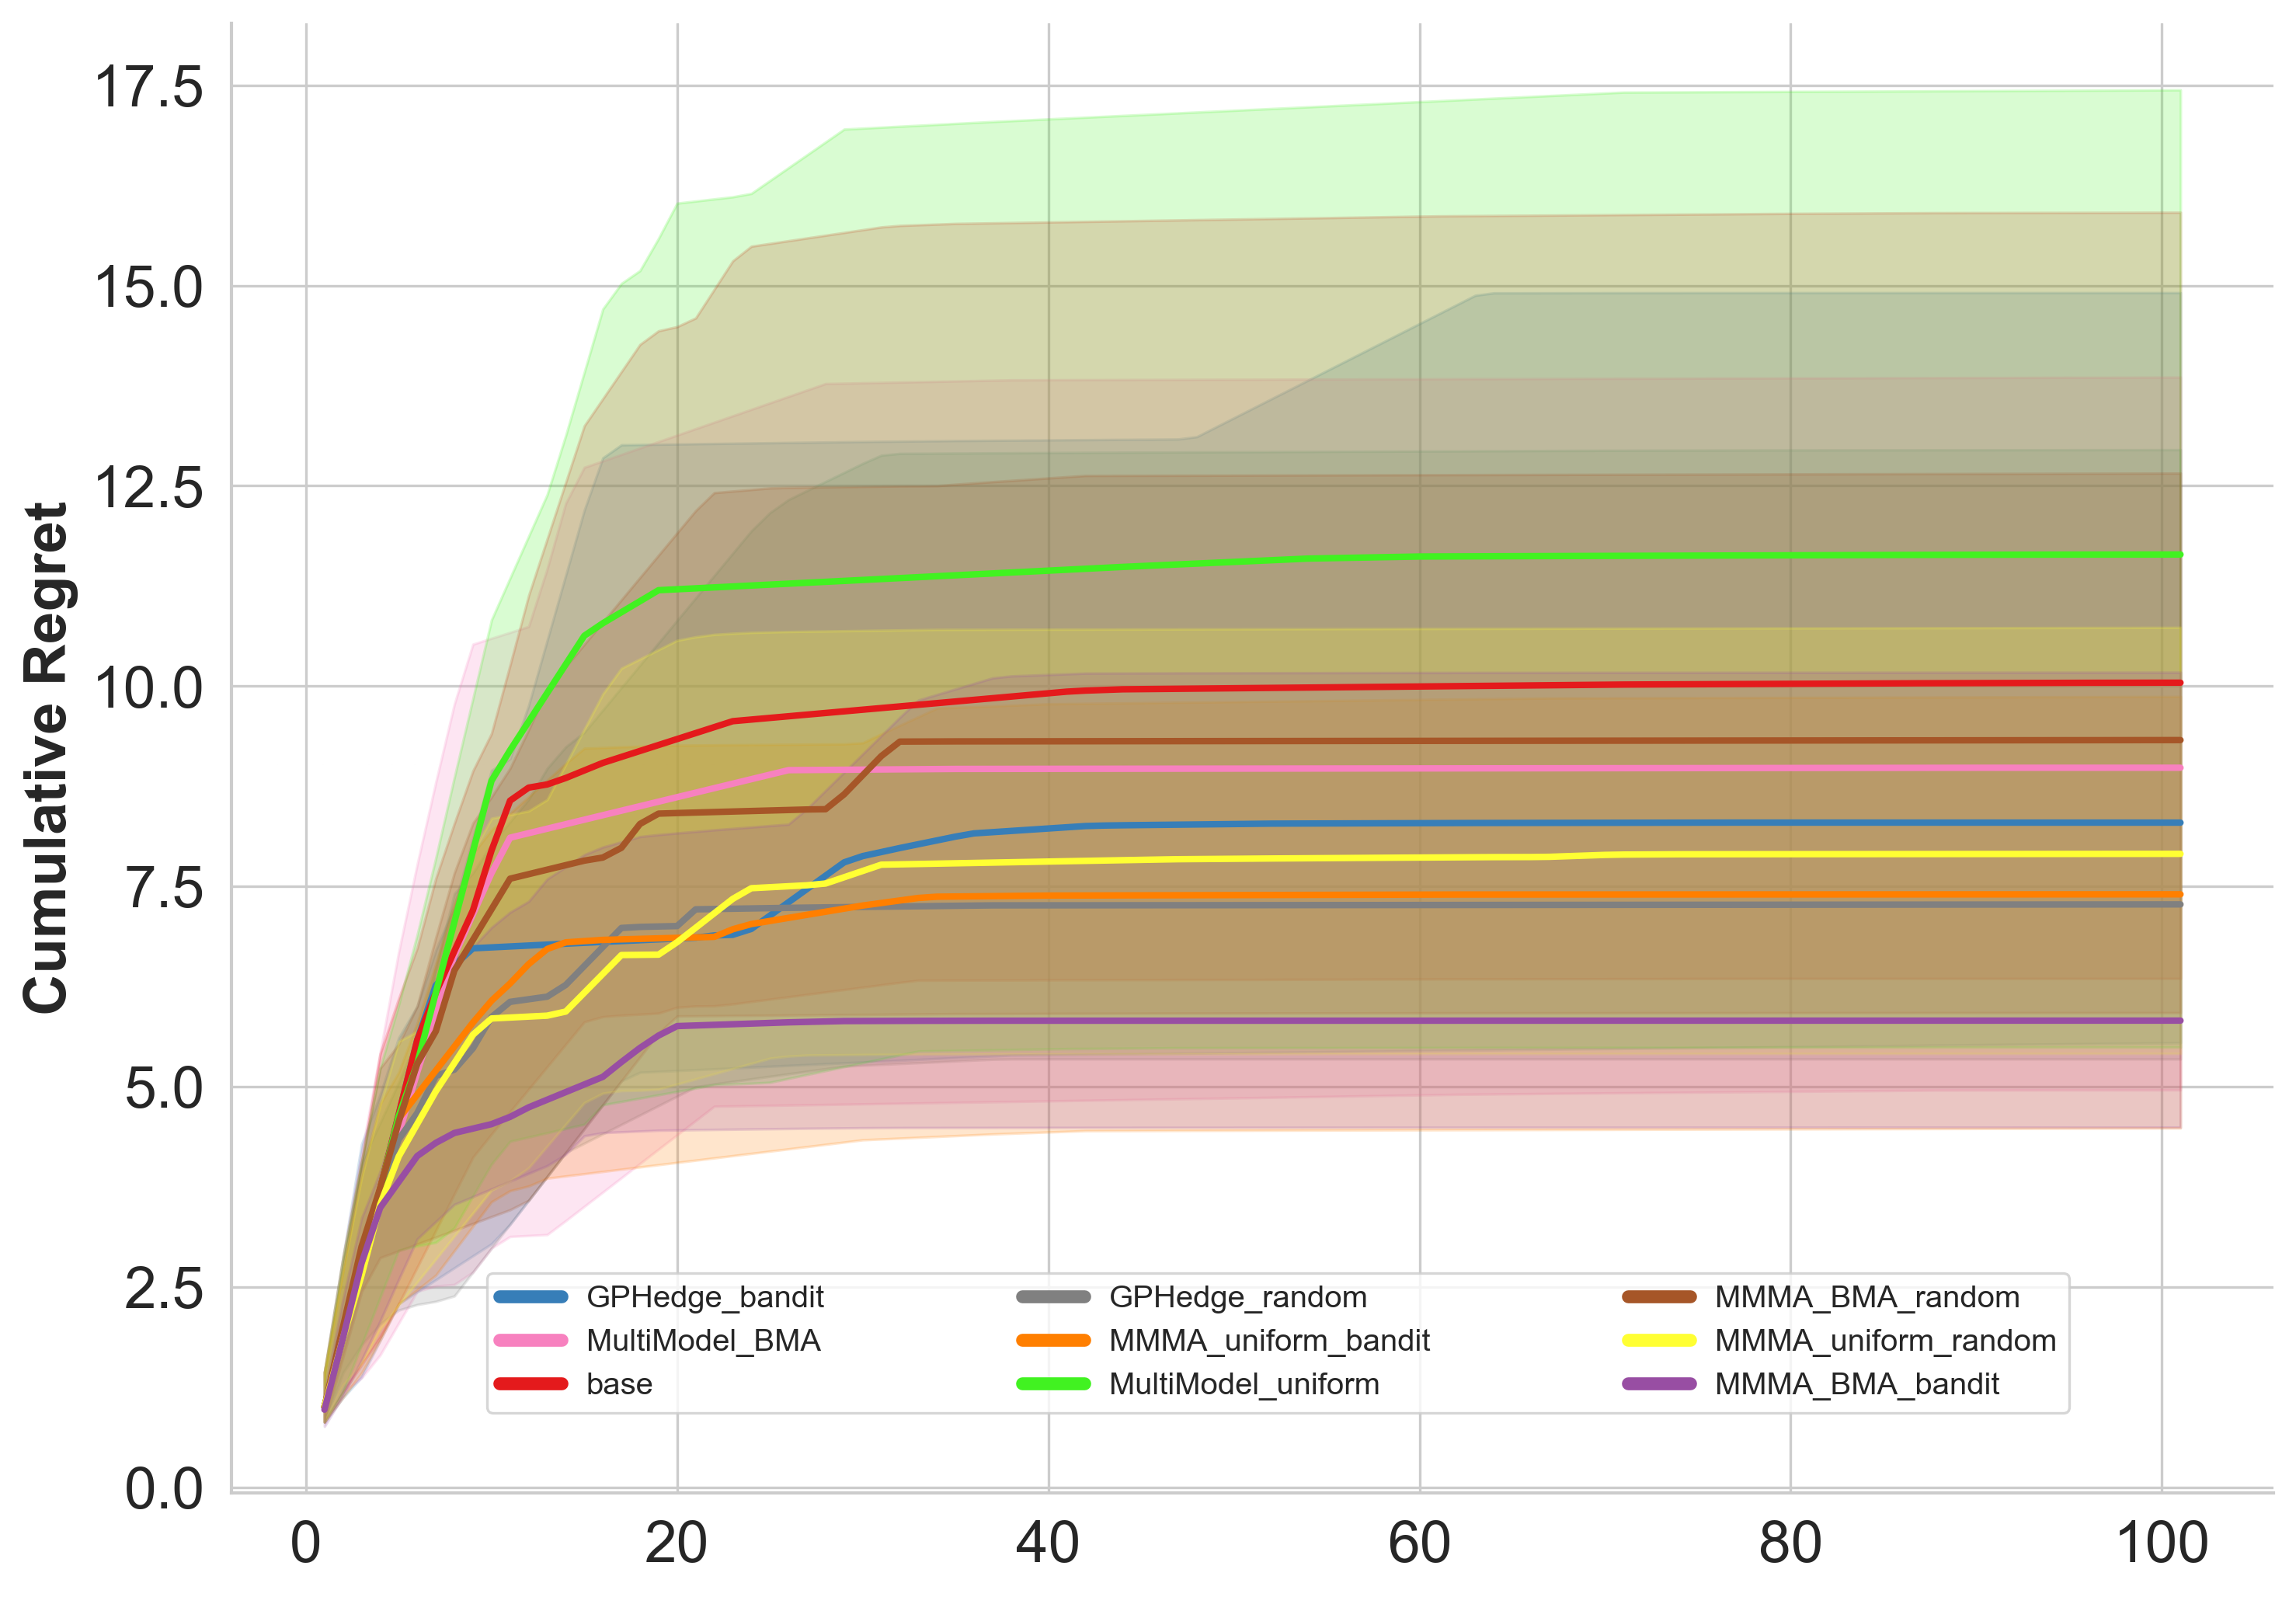 17.5
15.0
12.5
10.0
7.5
5.0
2.5
0.0
Cumulative Regret
GPHedge_bandit
MultiModel_BMA
base
GPHedge_random
MMMA_uniform_bandit
MultiModel_uniform
MMMA_BMA_random
MMMA_uniform_random
MMMA_BMA_bandit
0 20 40 60 80 100